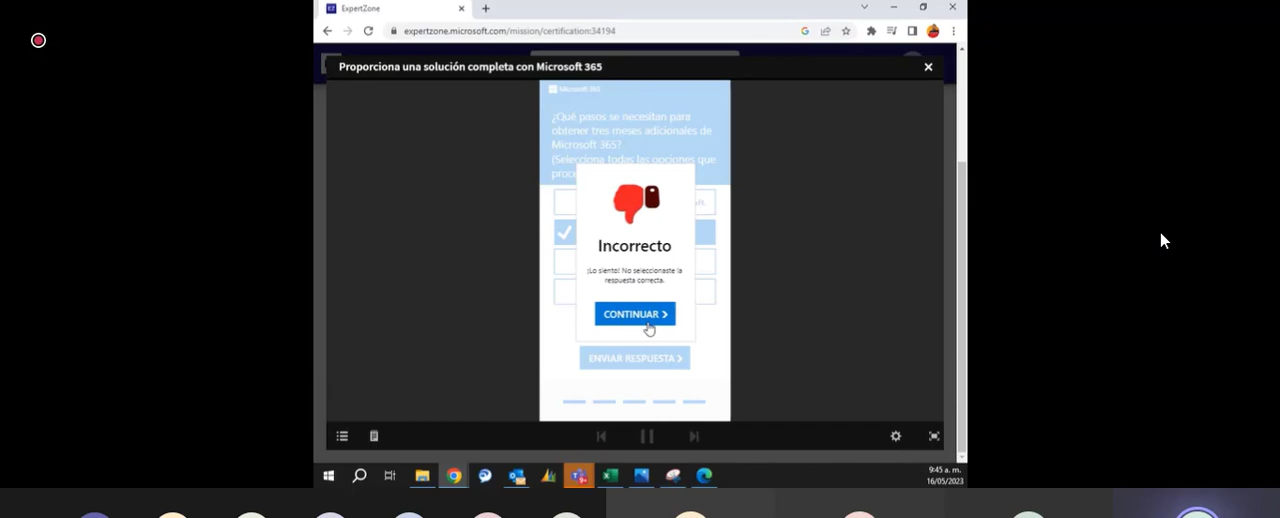 ExpertZone
expertzone.microsoft.com/mission/certification:34194
Proporciona una solución completa con Microsoft 365
Microsoft 365
¿Qué pasos se necesitan para
obtener tres meses adicionales de
Microsoft 365?
(Selecciona todas las opciones que
Incorrecto
¡Lo siento! No seleccionaste la
respuesta correcta.
CONTINUAR
ENVIAR RESPUESTA
9:45 a. m.
16/05/2023